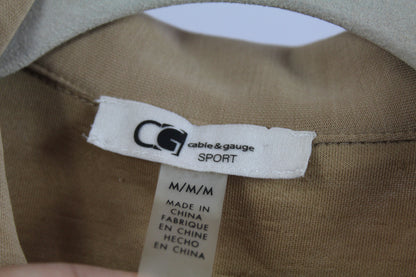 CG cable & gauge
SPORT
M/M/M
MADE IN
CHINA
FABRIQUE
EN CHINE
HECHO
EN CHINA